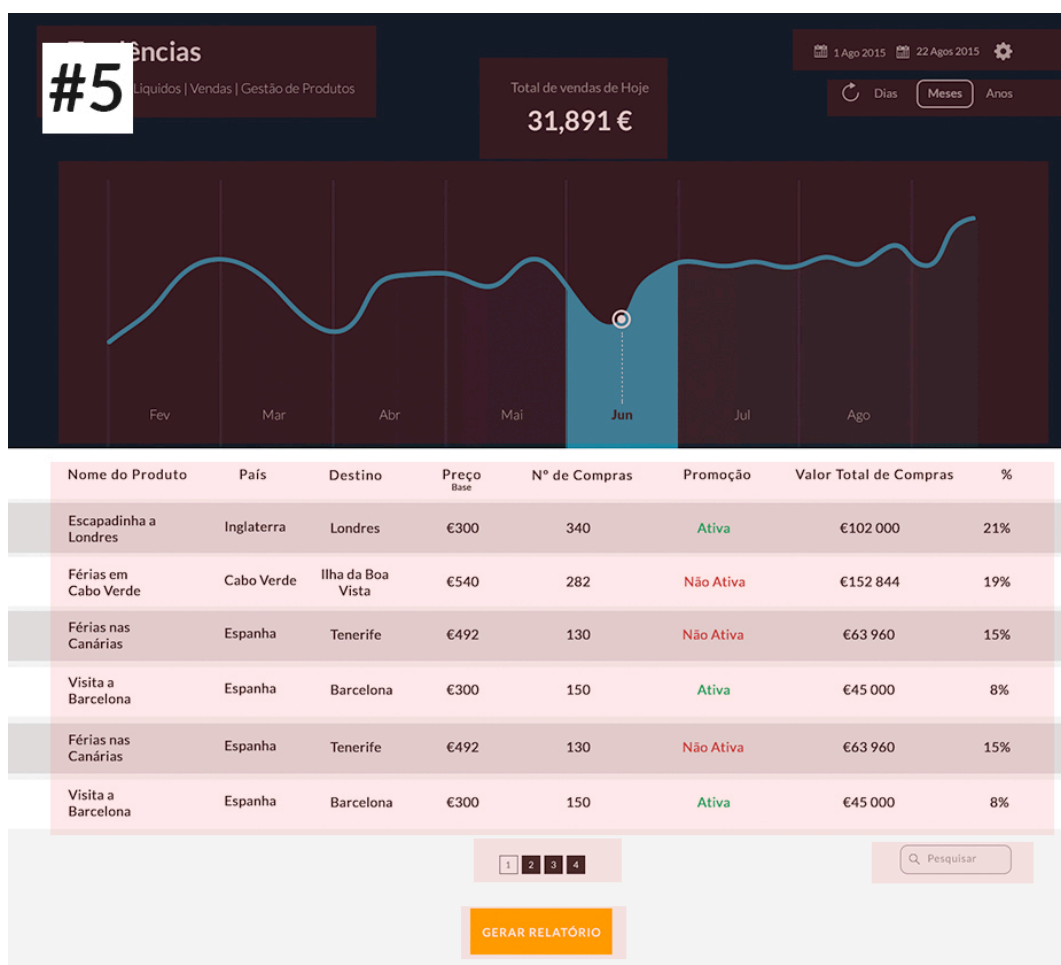 #5
ências
Líquidos | Vendas | Gestão de Produtos
Total de vendas de Hoje
31,891 €
1 Ago 2015 22 Agos 2015
Dias Meses Anos
Fev Mar Abr Mai Jun Jul Ago
Nome do Produto País Destino Preço Nº de Compras Promoção Valor Total de Compras %
Base
Escapadinha a
Londres
Inglaterra Londres €300 340 Ativa €102 000 21%
Férias em
Cabo Verde
Cabo Verde
Ilha da Boa
Vista
€540 282 Não Ativa €152 844 19%
Férias nas
Canárias
Espanha Tenerife €492 130 Não Ativa €63 960 15%
Visita a
Barcelona
Espanha Barcelona €300 150 Ativa €45 000 8%
Férias nas
Canárias
Espanha Tenerife €492 130 Não Ativa €63 960 15%
Visita a
Barcelona
Espanha Barcelona €300 150 Ativa €45 000 8%
1 2 3 4
Pesquisar
GERAR RELATÓRIO